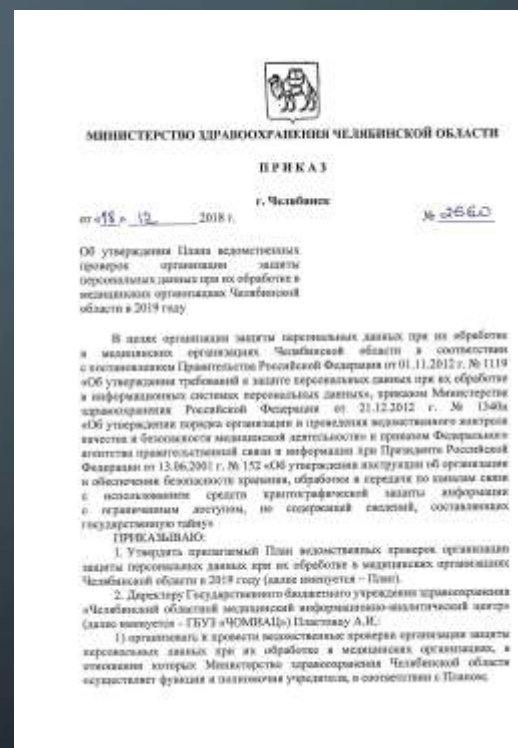 МИНИСТЕРСТВО ЗДРАВООХРАНЕНИЯ ЧЕЛЯБИНСКОЙ ОБЛАСТИ
ПРИКАЗ
г. Челябинск
от «18» 12 2018 г. № 2560
Об утверждении Плана ведомственных
проверок организации защиты
персональных данных при их обработке в
медицинских организациях Челябинской
области в 2019 году
В целях организации защиты персональных данных при их обработке
в медицинских организациях Челябинской области в соответствии
с постановлением Правительства Российской Федерации от 01.11.2012 г. № 1119
«Об утверждении требований к защите персональных данных при их обработке
в информационных системах персональных данных», приказом Министерства
здравоохранения Российской Федерации от 21.12.2012 г. № 1340н
«Об утверждении порядка организации и проведения ведомственного контроля
качества и безопасности медицинской деятельности» и приказом Федерального
агентства правительственной связи и информации при Президенте Российской
Федерации от 13.06.2001 г. № 152 «Об утверждении инструкции об организации
и обеспечении безопасности хранения, обработки и передачи по каналам связи
с использованием средств криптографической защиты информации
с ограниченным доступом, не содержащей сведений, составляющих
государственную тайну»
ПРИКАЗЫВАЮ:
1. Утвердить прилагаемый План ведомственных проверок организации
защиты персональных данных при их обработке в медицинских организациях
Челябинской области в 2019 году (далее именуется – План).
2. Директору Государственного бюджетного учреждения здравоохранения
«Челябинский областной медицинский информационно-аналитический центр»
(далее именуется - ГБУЗ «ЧОМИАЦ») Пластовцу А.И.:
1) организовать и провести ведомственные проверки организации защиты
персональных данных при их обработке в медицинских организациях, в
отношении которых Министерство здравоохранения Челябинской области
осуществляет функции и полномочия учредителя, в соответствии с Планом;